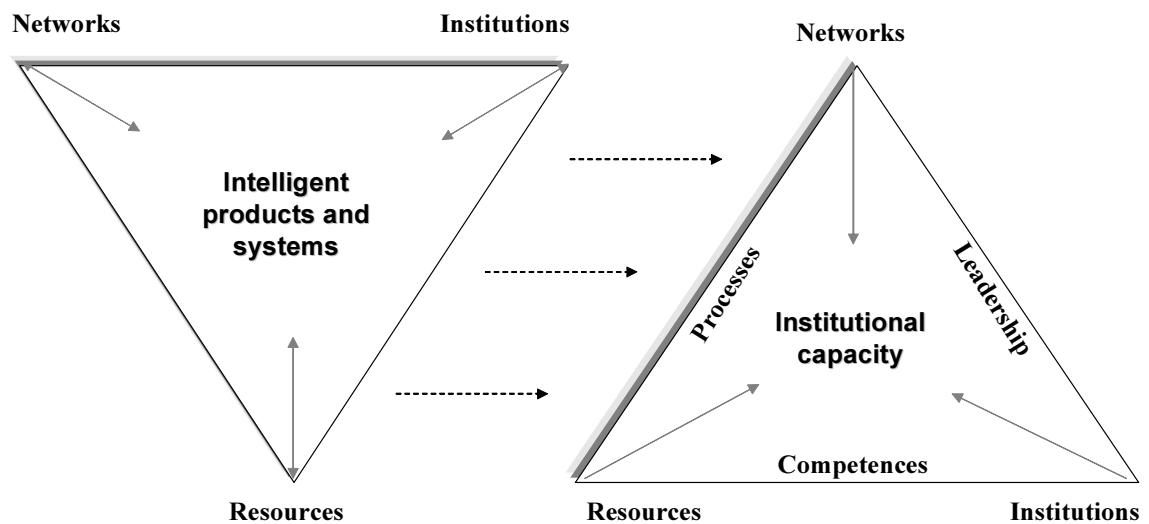 Networks
Institutions
Networks
Intelligent
products and
systems
Processes
Leadership
Institutional
capacity
Competences
Resources
Resources
Institutions